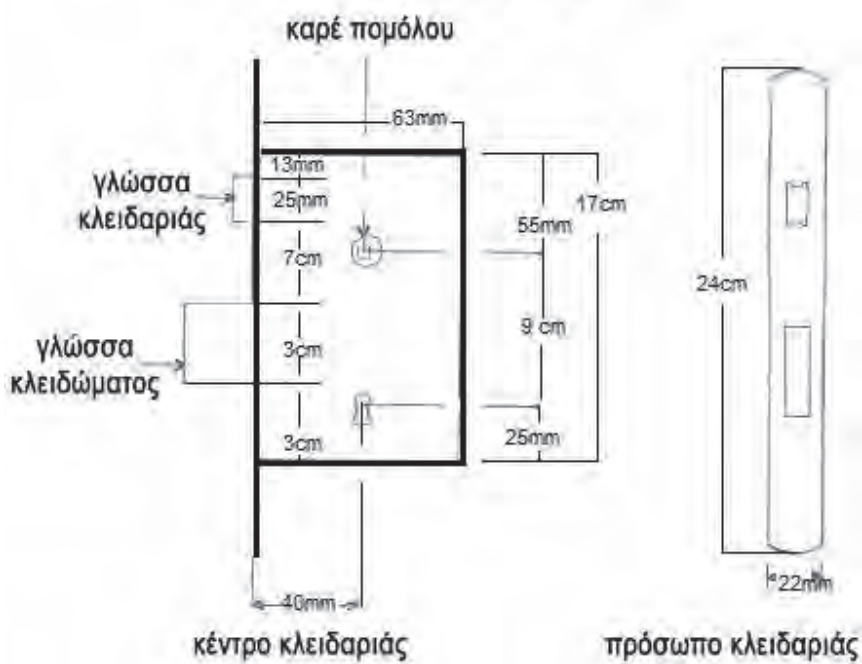 καρέ πομόλου
63mm
13mm
γλώσσα
κλειδαριάς
25mm
7cm
55mm
17cm
24cm
9 cm
γλώσσα
κλειδώματος
3cm
3cm
25mm
40mm
22mm
κέντρο κλειδαριάς
πρόσωπο κλειδαριάς